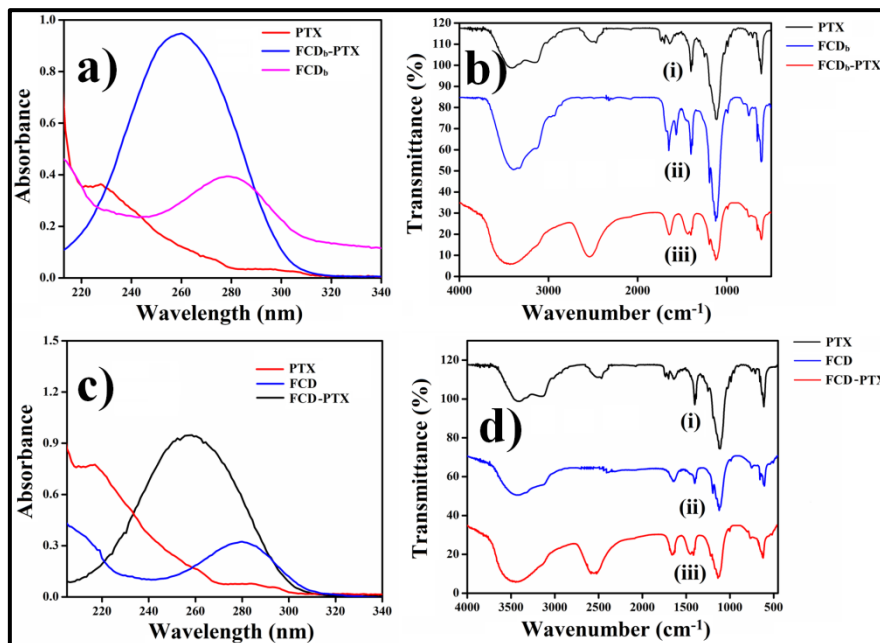 a)
PTX
FCDb-PTX
FCDb
Absorbance
1.0
0.8
0.6
0.4
0.2
0.0
220 240 260 280 300 320 340
Wavelength (nm)
b)
PTX
FCDb
FCDb-PTX
Transmittance (%)
120
110
100
90
80
70
60
50
40
30
20
10
0
(i)
(ii)
(iii)
4000 3000 2000 1000
Wavenumber (cm-1)
c)
PTX
FCD
FCD-PTX
Absorbance
1.5
1.2
0.9
0.6
0.3
0.0
220 240 260 280 300 320 340
Wavelength (nm)
d)
PTX
FCD
FCD-PTX
Transmittance (%)
120
100
80
60
40
20
0
(i)
(ii)
(iii)
4000 3500 3000 2500 2000 1500 1000 500
Wavenumber (cm-1)